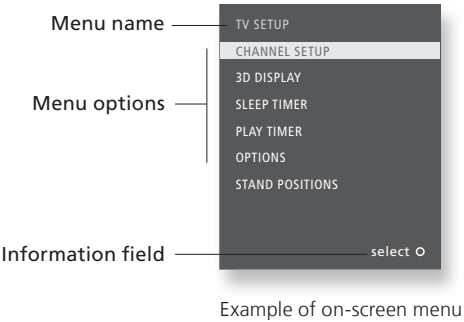 Menu name
TV SETUP
CHANNEL SETUP
3D DISPLAY
Menu options
SLEEP TIMER
PLAY TIMER
OPTIONS
STAND POSITIONS
Information field
select
Example of on-screen menu